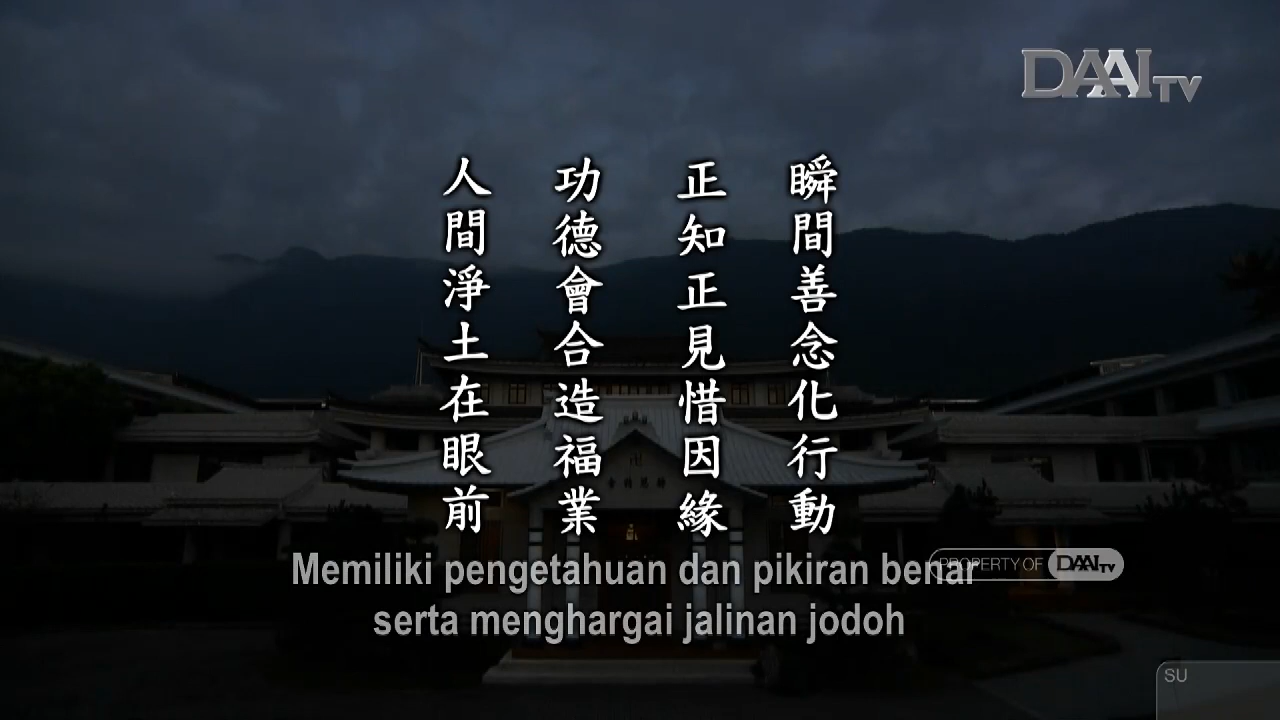 DAAI TV
瞬間善念化行動
正知正見惜因緣
功德會合造福業
人間淨土在眼前
Memiliki pengetahuan dan pikiran benar
serta menghargai jalinan jodoh
PROPERTY OF DAAI TV
SU